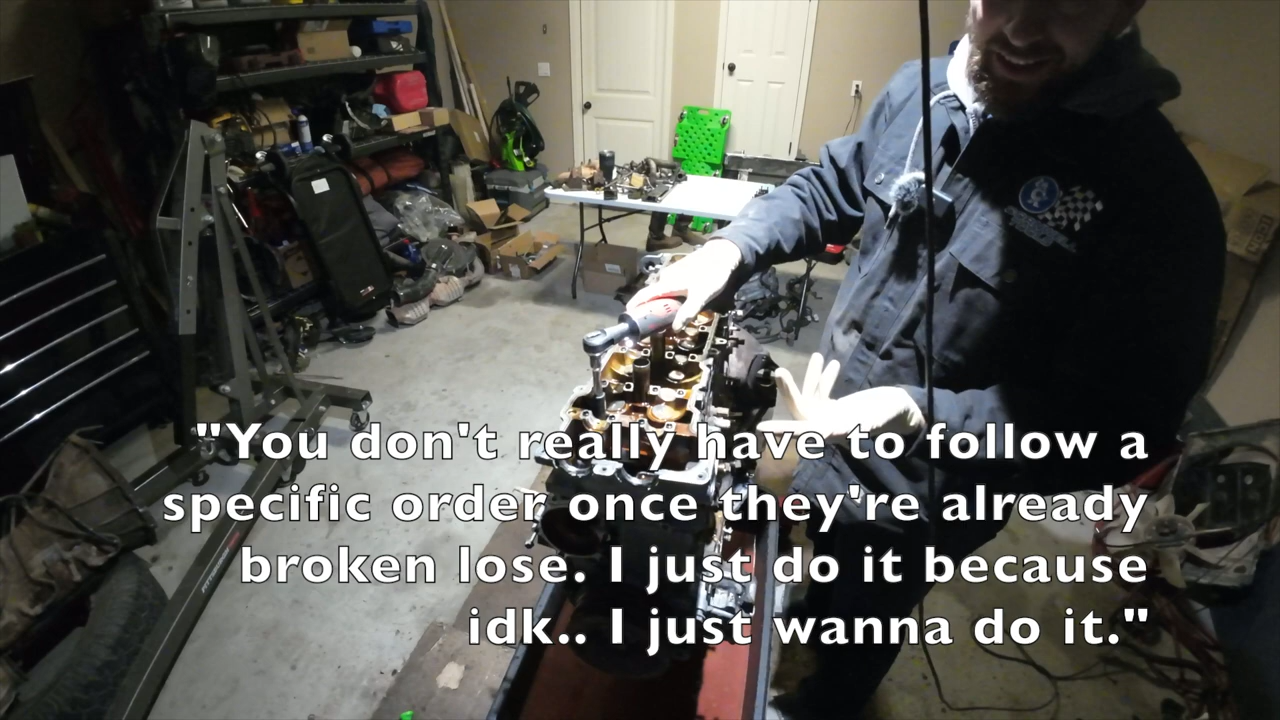 "You don't really have to follow a
specific order once they're already
broken lose. I just do it because
idk.. I just wanna do it."